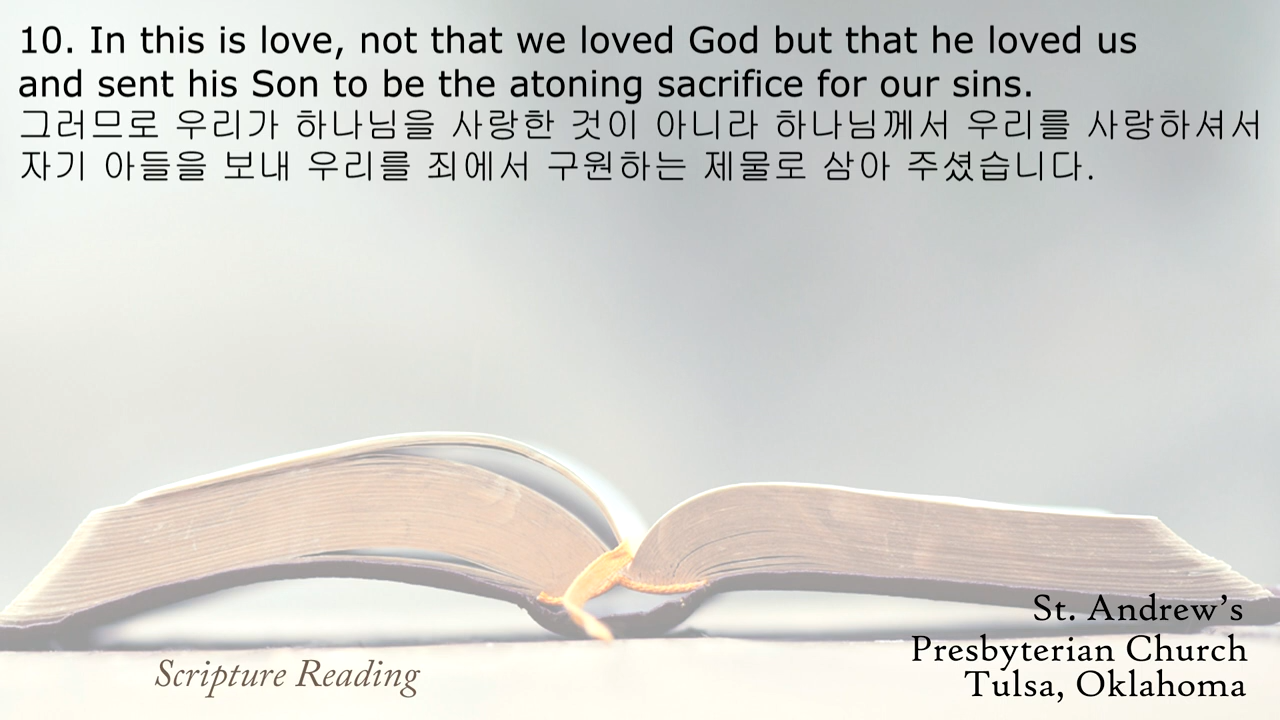 10. In this is love, not that we loved God but that he loved us
and sent his Son to be the atoning sacrifice for our sins.
그러므로 우리가 하나님을 사랑한 것이 아니라 하나님께서 우리를 사랑하셔서
자기 아들을 보내 우리를 죄에서 구원하는 제물로 삼아 주셨습니다.
St. Andrew's
Presbyterian Church
Tulsa, Oklahoma
Scripture Reading